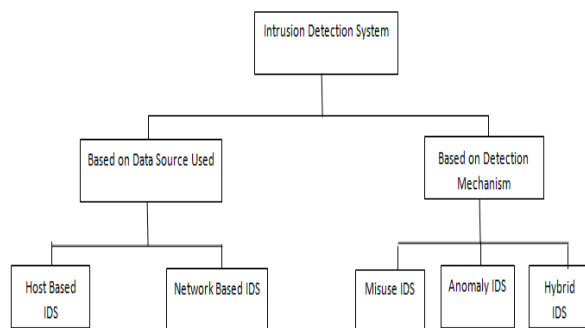 Intrusion Detection System
Based on Data Source Used
Based on Detection
Mechanism
Host Based
IDS
Network Based IDS
Misuse IDS
Anomaly IDS
Hybrid
IDS